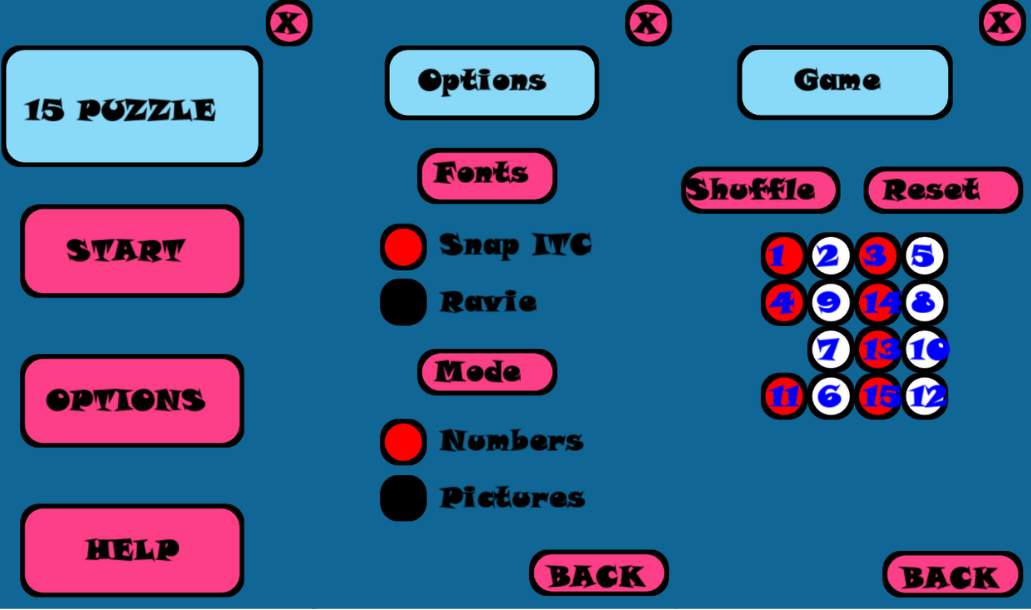 X
15 PUZZLE
START
OPTIONS
HELP
X
Options
Fonts
Snap ITC
Ravie
Mode
Numbers
Pictures
BACK
X
Game
Shuffle Reset
1 2 3 5
4 9 14 8
7 13 10
11 6 15 12
BACK